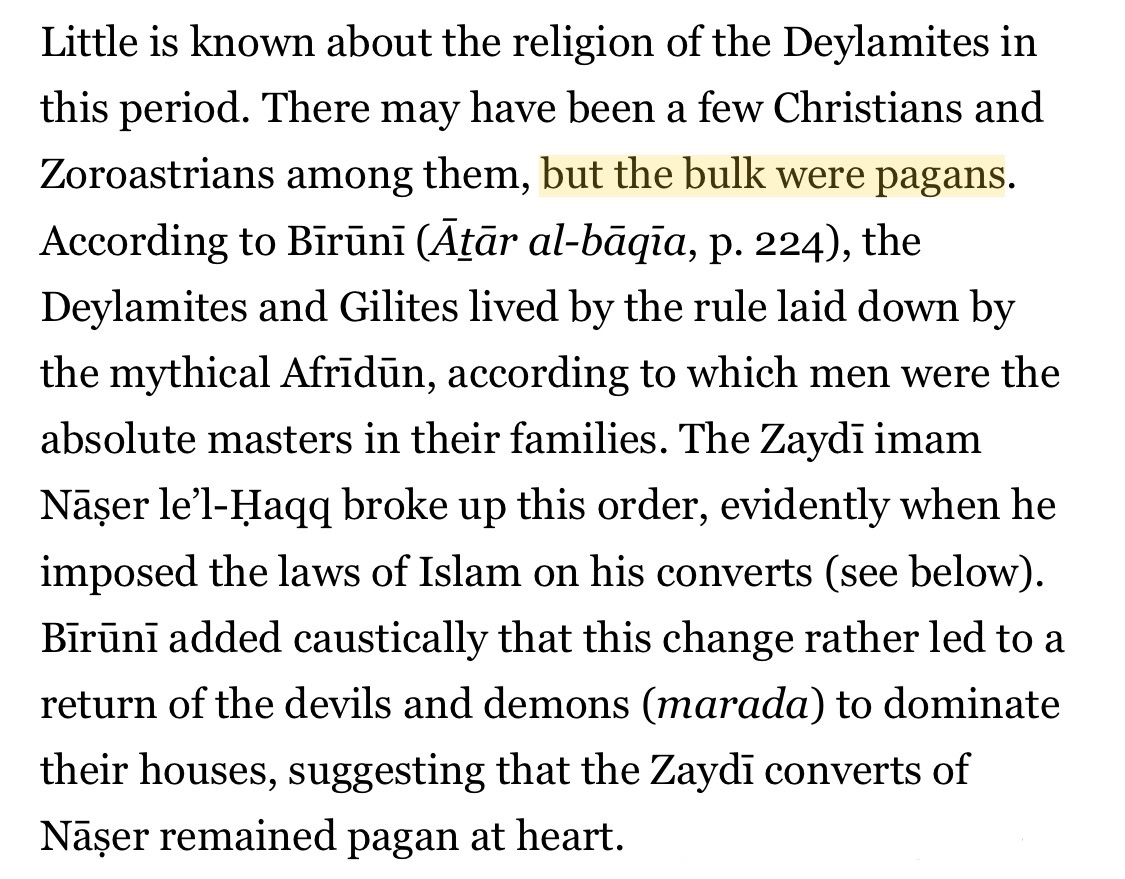 Little is known about the religion of the Deylamites in
this period. There may have been a few Christians and
Zoroastrians among them, but the bulk were pagans.
According to Bīrūnī (Āṯār al-bāqīa, p. 224), the
Deylamites and Gilites lived by the rule laid down by
the mythical Afrīdūn, according to which men were the
absolute masters in their families. The Zaydī imam
Nāṣer le’l-Ḥaqq broke up this order, evidently when he
imposed the laws of Islam on his converts (see below).
Bīrūnī added caustically that this change rather led to a
return of the devils and demons (marada) to dominate
their houses, suggesting that the Zaydī converts of
Nāṣer remained pagan at heart.